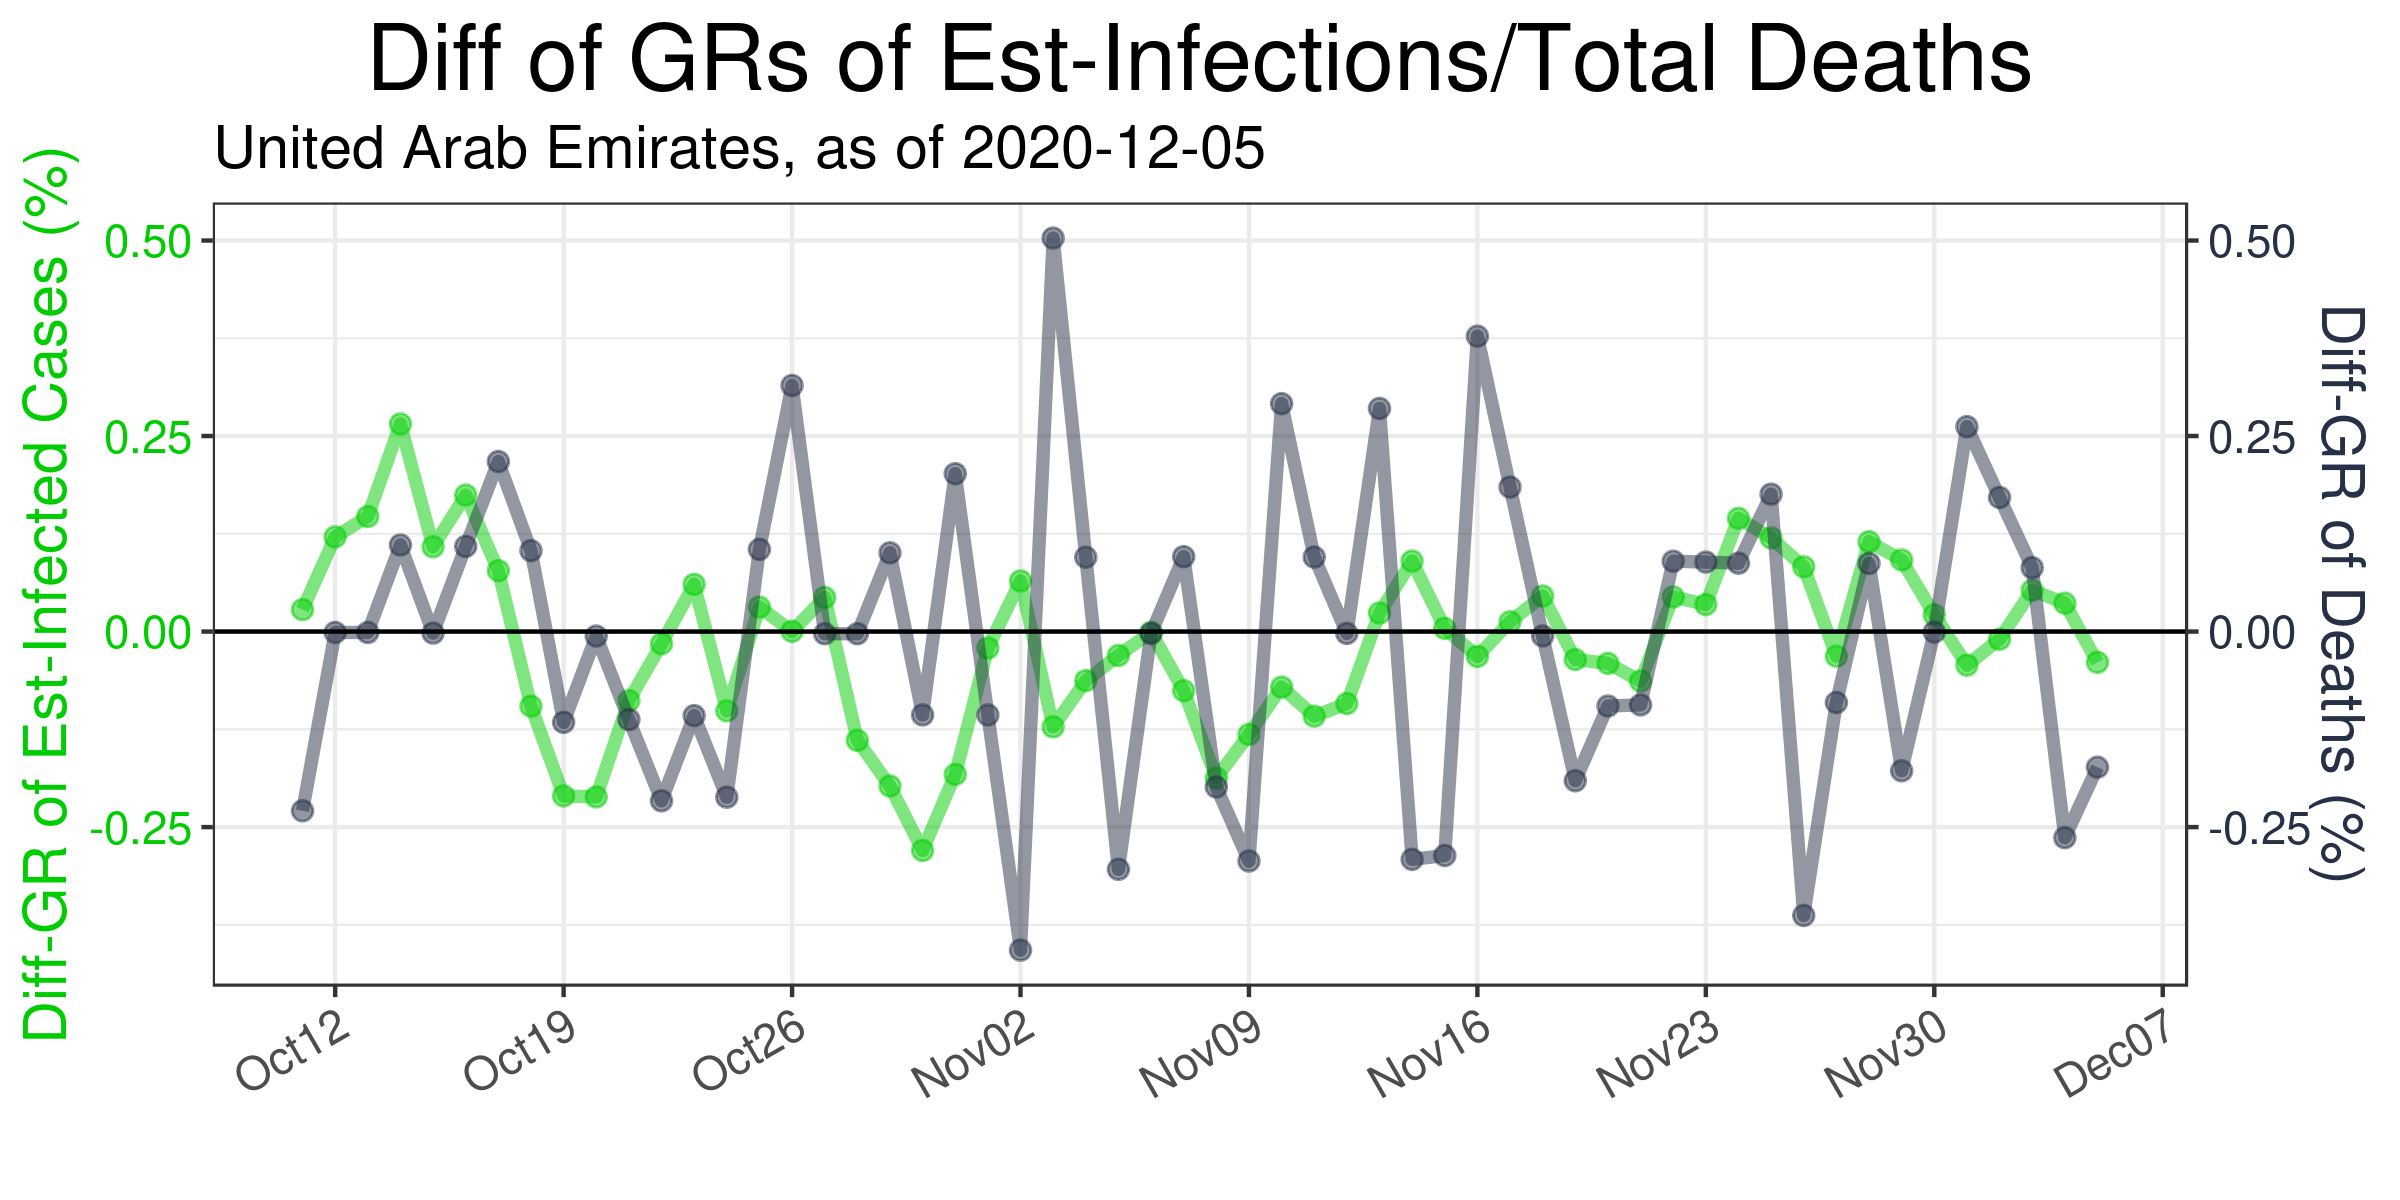 Diff of GRs of Est-Infections/Total Deaths
United Arab Emirates, as of 2020-12-05
Diff-GR of Est-Infected Cases (%)
0.50
0.25
0.00
-0.25
0.50
0.25
0.00
-0.25
Diff-GR of Deaths (%)
Oct12
Oct19
Oct26
Nov02
Nov09
Nov16
Nov23
Nov30
Dec07